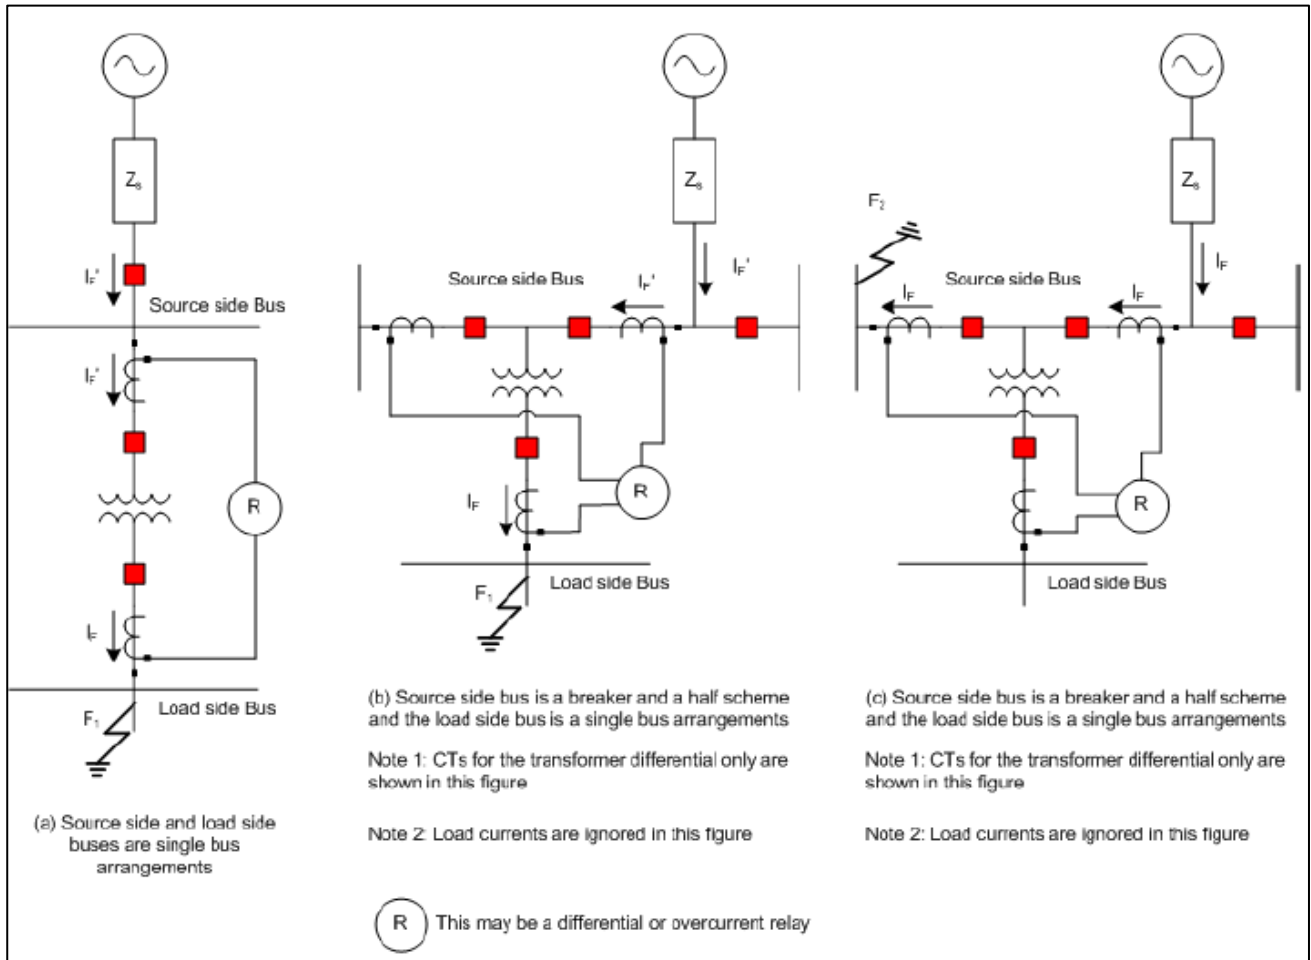 Zs
Zs
Zs
F2
IF'
Source side Bus
IF'
R
IF
F1
Load side Bus
(a) Source side and load side
buses are single bus
arrangements
Source side Bus
IF'
IF'
R
IF
Load side Bus
F1
(b) Source side bus is a breaker and a half scheme
and the load side bus is a single bus arrangements
Note 1: CTs for the transformer differential only are
shown in this figure
Note 2: Load currents are ignored in this figure
IF
Source side Bus
IF
IF
R
Load side Bus
(c) Source side bus is a breaker and a half scheme
and the load side bus is a single bus arrangements
Note 1: CTs for the transformer differential only are
shown in this figure
Note 2: Load currents are ignored in this figure
R This may be a differential or overcurrent relay